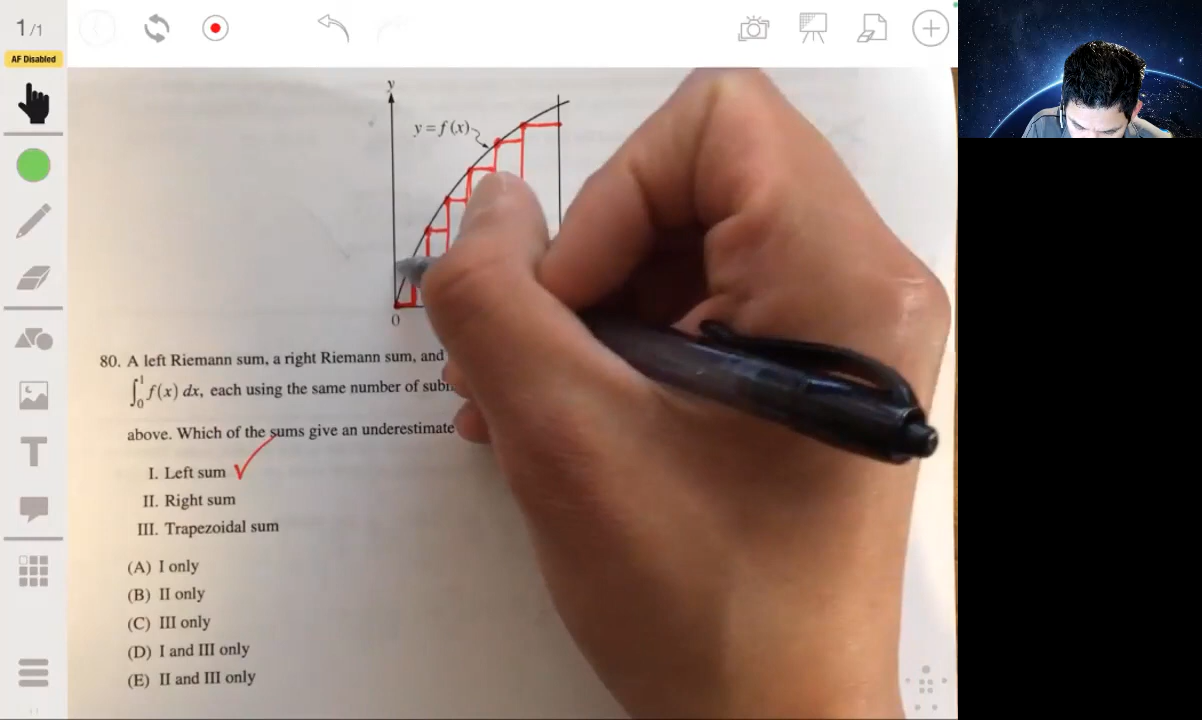 1/1
AF Disabled
y
y = f(x)
0
80. A left Riemann sum, a right Riemann sum, and
∫₀¹ f(x) dx, each using the same number of
above. Which of the sums give an underestimate
I. Left sum ✓
II. Right sum
III. Trapezoidal sum
(A) I only
(B) II only
(C) III only
(D) I and III only
(E) II and III only
T